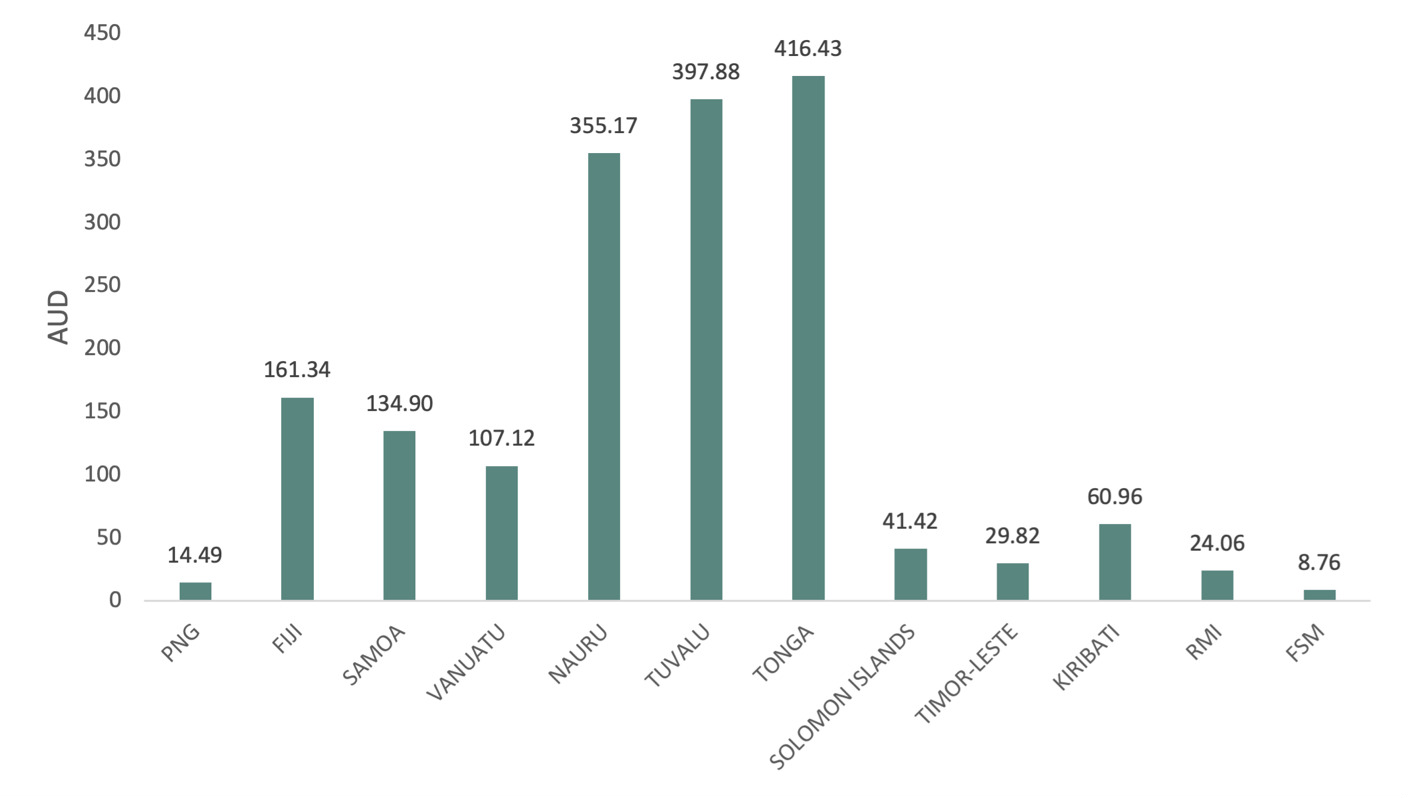 450
400
350
300
250
200
150
100
50
0
AUD
14.49
161.34
134.90
107.12
355.17
397.88
416.43
41.42
29.82
60.96
24.06
8.76
PNG
FIJI
SAMOA
VANUATU
NAURU
TUVALU
TONGA
SOLOMON ISLANDS
TIMOR-LESTE
KIRIBATI
RMI
FSM